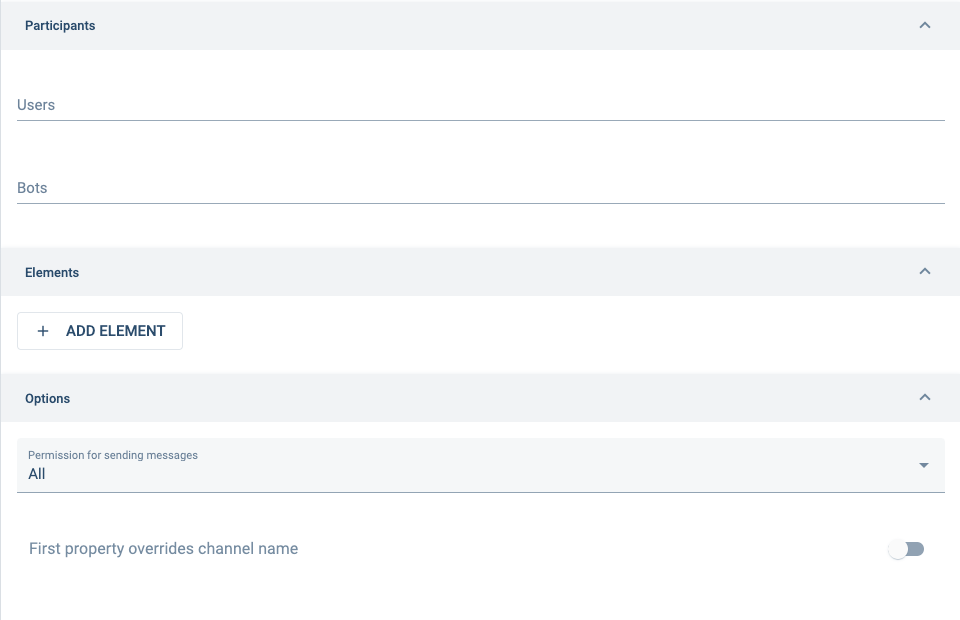 Participants
Users
Bots
Elements
ADD ELEMENT
Options
Permission for sending messages
All
First property overrides channel name